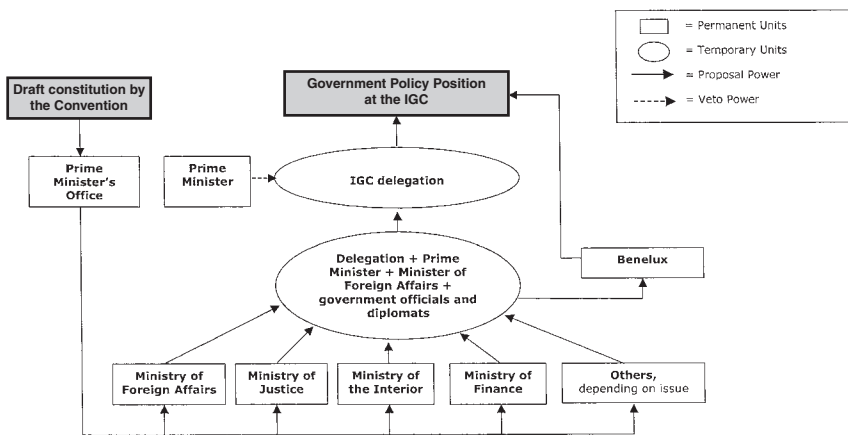 = Permanent Units
= Temporary Units
= Proposal Power
= Veto Power
Draft constitution by
the Convention
Government Policy Position
at the IGC
Prime
Minister's
Office
Prime
Minister
IGC delegation
Delegation + Prime
Minister + Minister of
Foreign Affairs +
government officials and
diplomats
Benelux
Ministry of
Foreign Affairs
Ministry of
Justice
Ministry of
the Interior
Ministry of
Finance
Others,
depending on issue